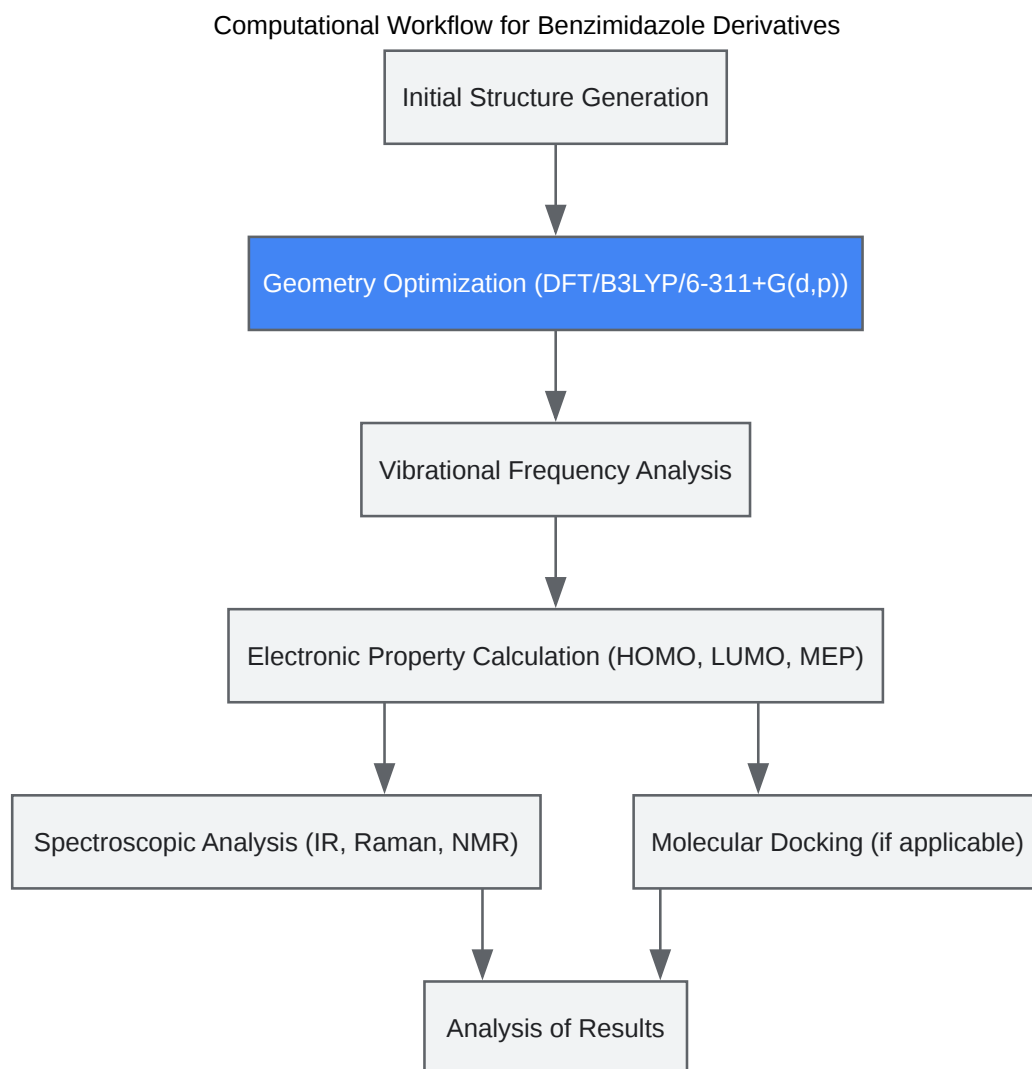 Computational Workflow for Benzimidazole Derivatives
Initial Structure Generation
Geometry Optimization (DFT/B3LYP/6-311+G(d,p))
Vibrational Frequency Analysis
Electronic Property Calculation (HOMO, LUMO, MEP)
Spectroscopic Analysis (IR, Raman, NMR)
Molecular Docking (if applicable)
Analysis of Results